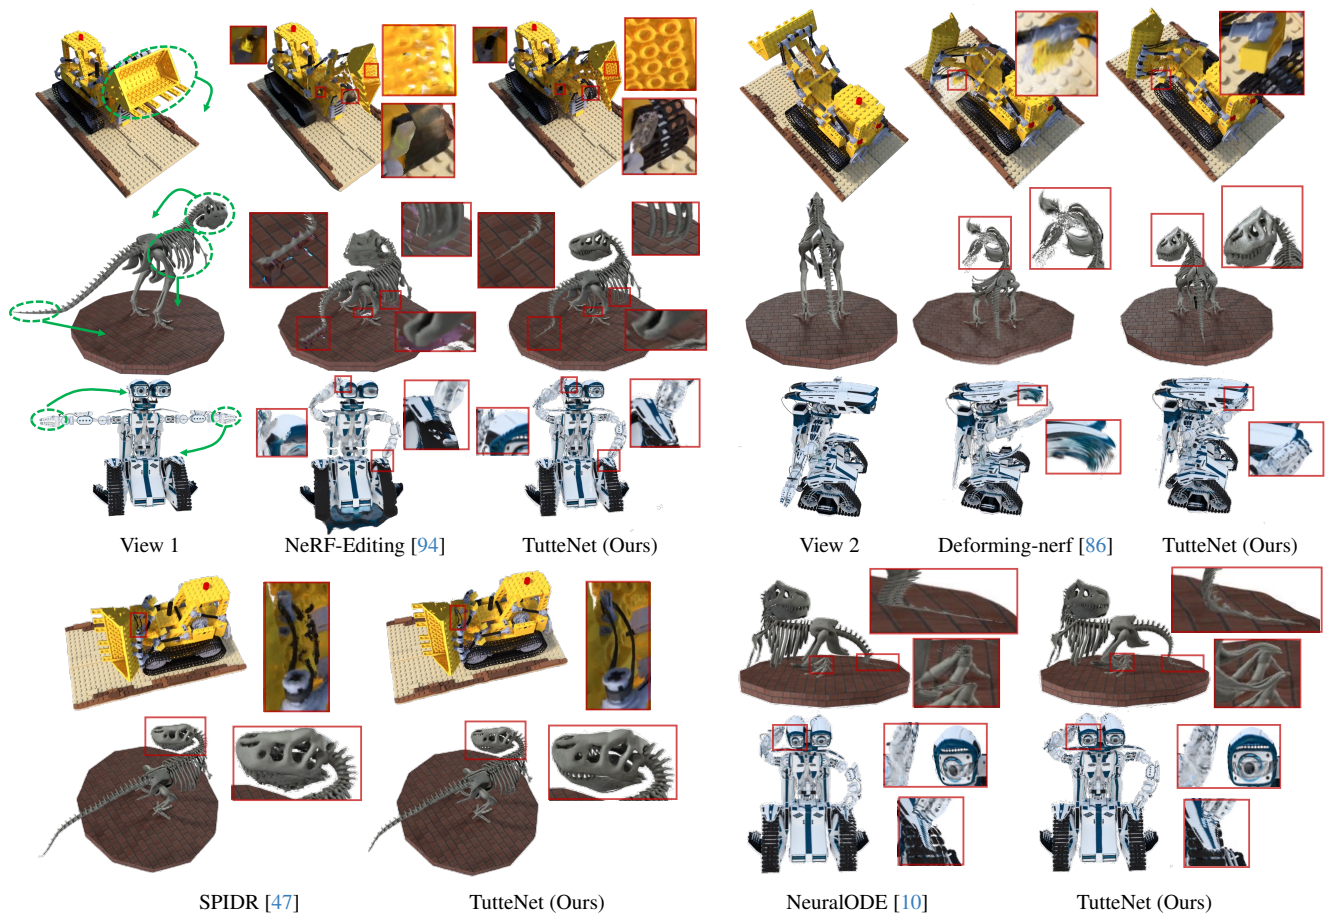 View 1
NeRF-Editing [94]
TutteNet (Ours)
View 2
Deforming-nerf [86]
TutteNet (Ours)
SPIDR [47]
TutteNet (Ours)
NeuralODE [10]
TutteNet (Ours)